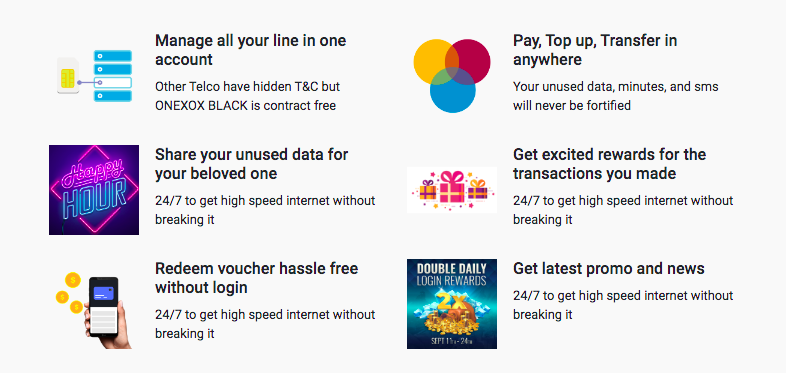 Manage all your line in one
account
Other Telco have hidden T&C but
ONEXOX BLACK is contract free
Pay, Top up, Transfer in
anywhere
Your unused data, minutes, and sms
will never be fortified
Happy
HOUR
Share your unused data for
your beloved one
24/7 to get high speed internet without
breaking it
Get excited rewards for the
transactions you made
24/7 to get high speed internet without
breaking it
Redeem voucher hassle free
without login
24/7 to get high speed internet without
breaking it
DOUBLE DAILY
LOGIN REWARDS
2X
SEPT 11TH - 24TH
Get latest promo and news
24/7 to get high speed internet without
breaking it